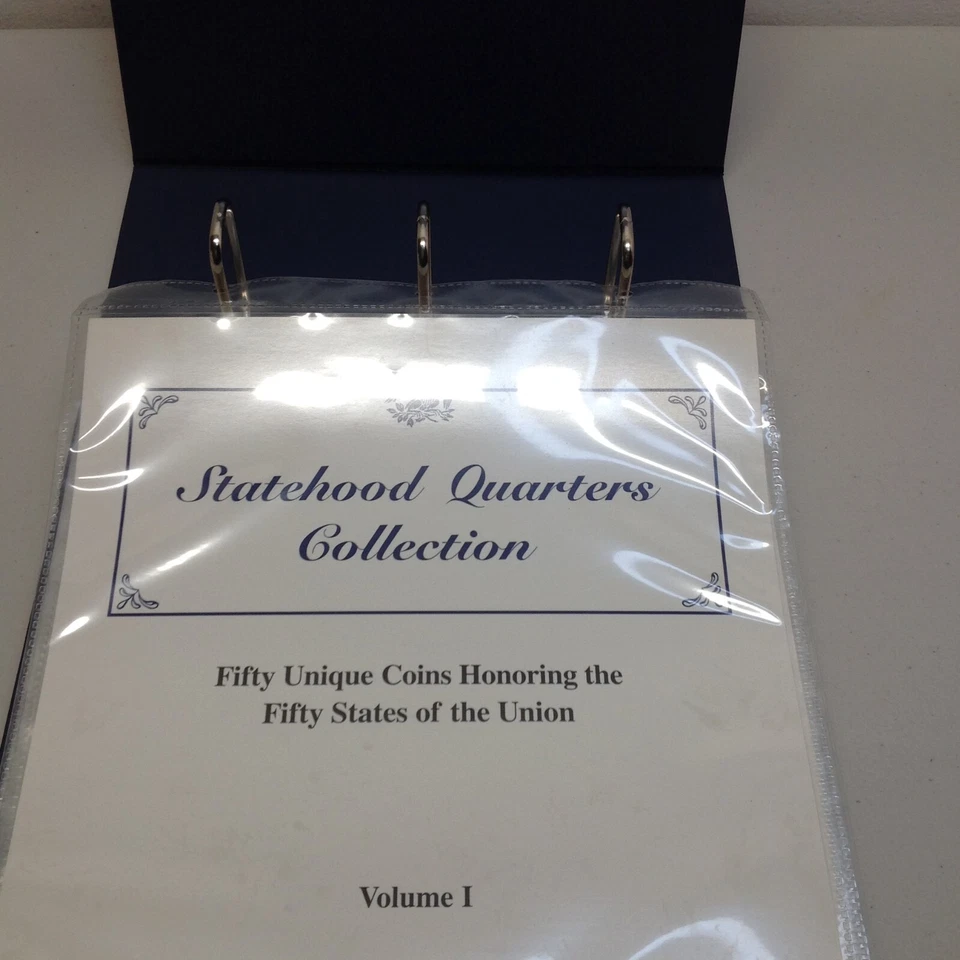 Statehood Quarters
Collection
Fifty Unique Coins Honoring the
Fifty States of the Union
Volume I